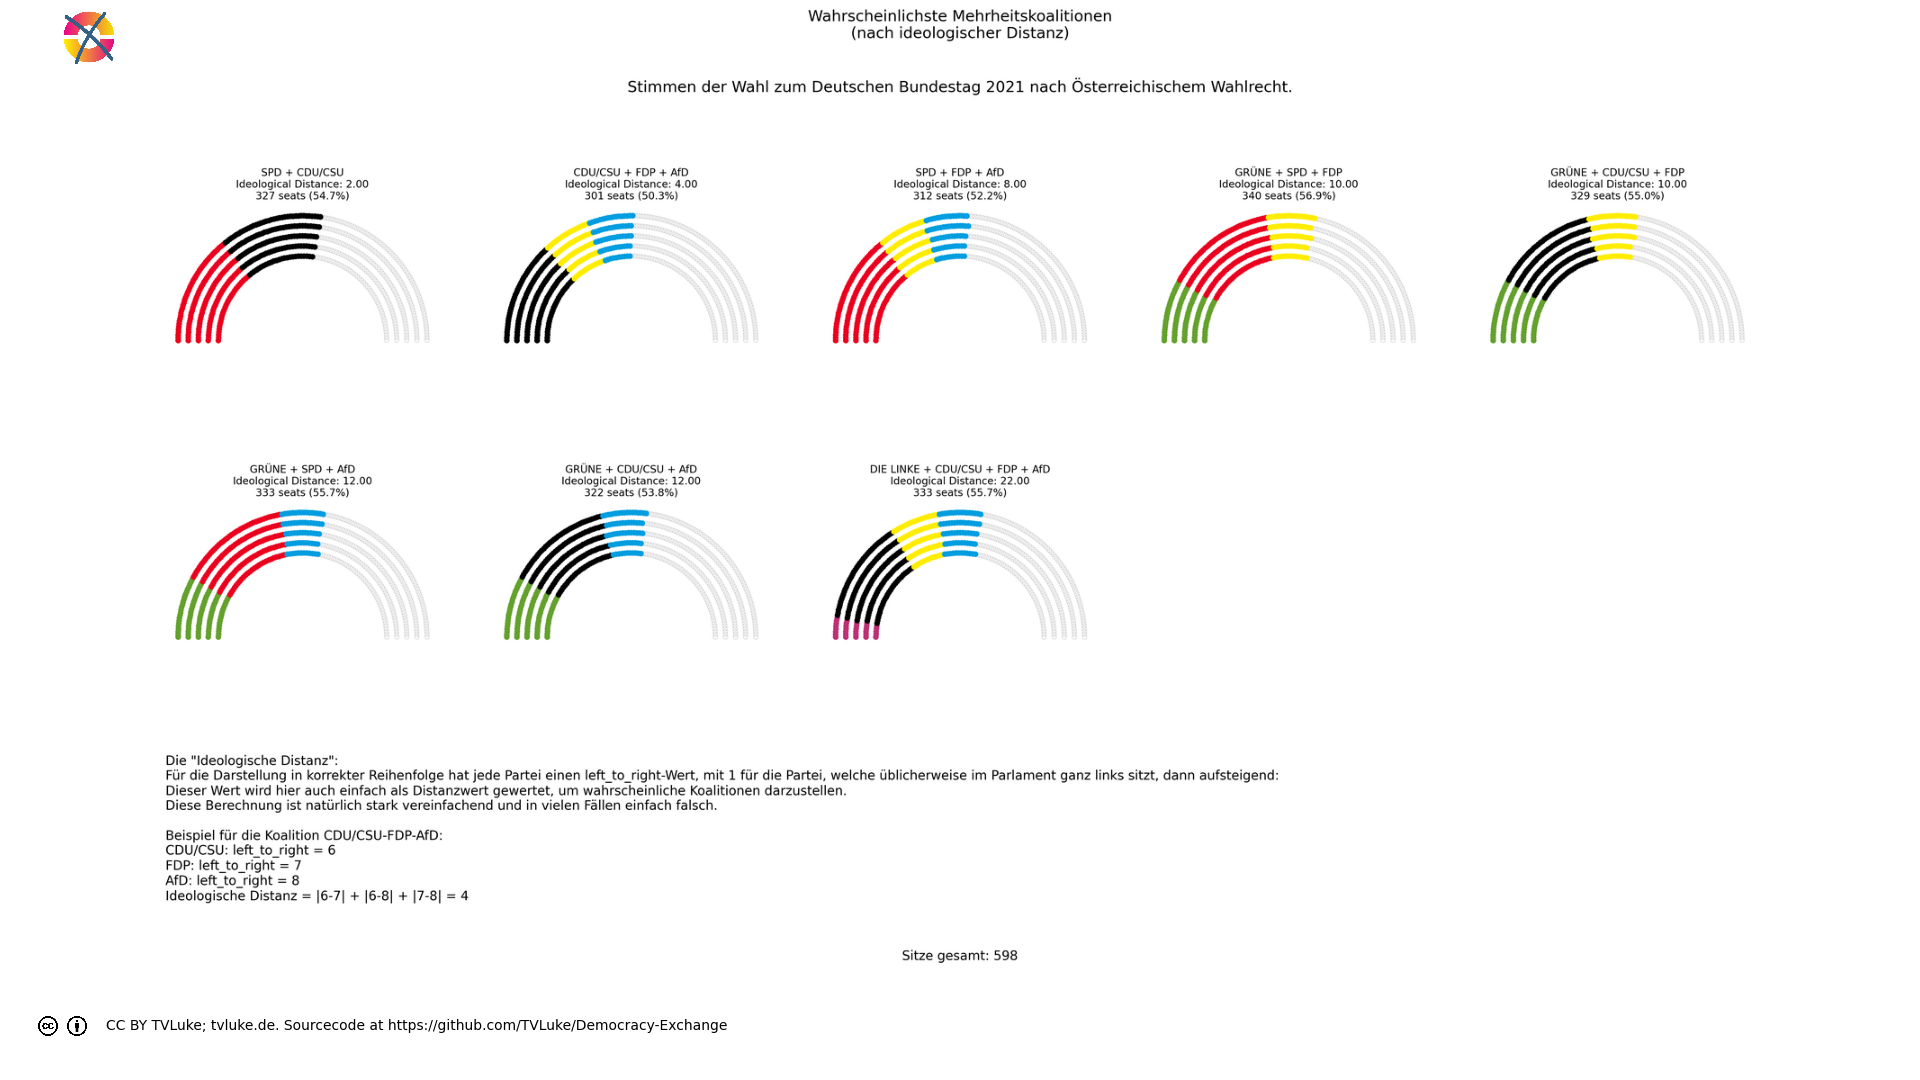 Wahrscheinlichste Mehrheitskoalitionen
(nach ideologischer Distanz)
Stimmen der Wahl zum Deutschen Bundestag 2021 nach Österreichischem Wahlrecht.
SPD + CDU/CSU
Ideological Distance: 2.00
327 seats (54.7%)
CDU/CSU + FDP + AfD
Ideological Distance: 4.00
301 seats (50.3%)
SPD + FDP + AfD
Ideological Distance: 8.00
312 seats (52.2%)
GRÜNE + SPD + FDP
Ideological Distance: 10.00
340 seats (56.9%)
GRÜNE + CDU/CSU + FDP
Ideological Distance: 10.00
329 seats (55.0%)
GRÜNE + SPD + AfD
Ideological Distance: 12.00
333 seats (55.7%)
GRÜNE + CDU/CSU + AfD
Ideological Distance: 12.00
322 seats (53.8%)
DIE LINKE + CDU/CSU + FDP + AfD
Ideological Distance: 22.00
333 seats (55.7%)
Die "Ideologische Distanz":
Für die Darstellung in korrekter Reihenfolge hat jede Partei einen left_to_right-Wert, mit 1 für die Partei, welche üblicherweise im Parlament ganz links sitzt, dann aufsteigend:
Dieser Wert wird hier auch einfach als Distanzwert gewertet, um wahrscheinliche Koalitionen darzustellen.
Diese Berechnung ist natürlich stark vereinfachend und in vielen Fällen einfach falsch.
Beispiel für die Koalition CDU/CSU-FDP-AfD:
CDU/CSU: left_to_right = 6
FDP: left_to_right = 7
AfD: left_to_right = 8
Ideologische Distanz = |6-7| + |6-8| + |7-8| = 4
Sitze gesamt: 598
cc CC BY TVLuke; tvluke.de. Sourcecode at https://github.com/TVLuke/Democracy-Exchange